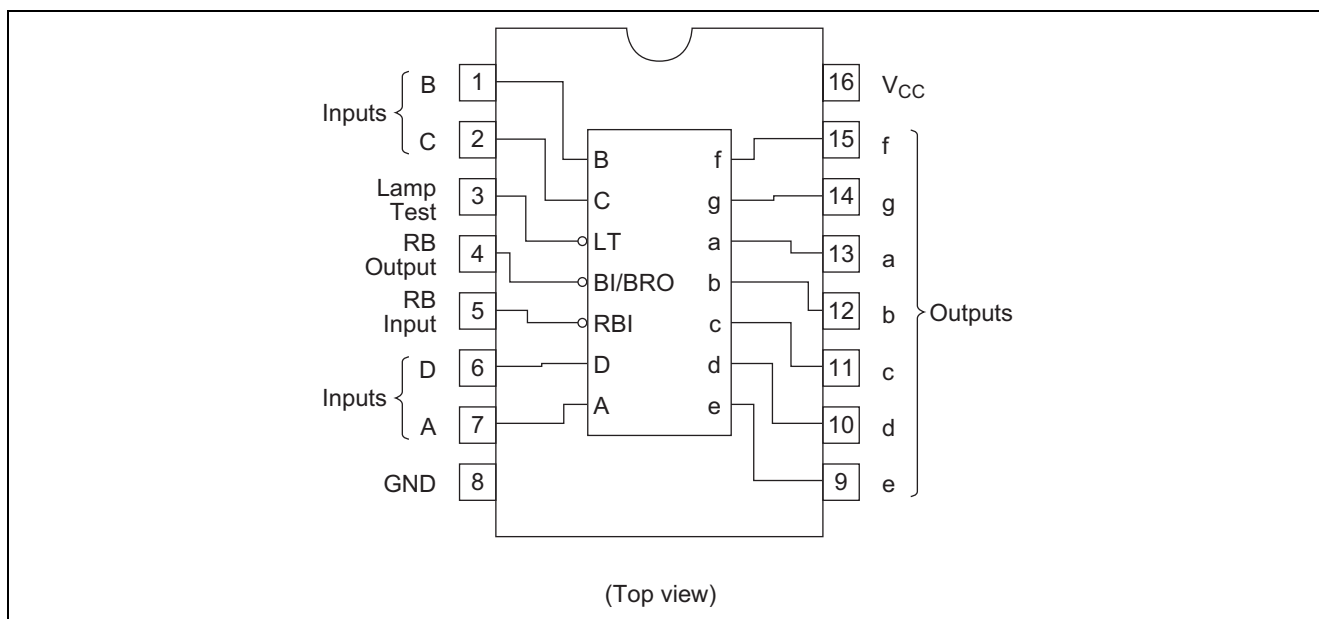 Inputs
B
1
C
2
Lamp
Test
3
RB
Output
4
RB
Input
5
Inputs
D
6
A
7
GND
8
B
C
LT
BI/BRO
RBI
D
A
f
g
a
b
c
d
e
16
VCC
15
f
14
g
13
a
12
b
11
c
10
d
9
e
Outputs
(Top view)